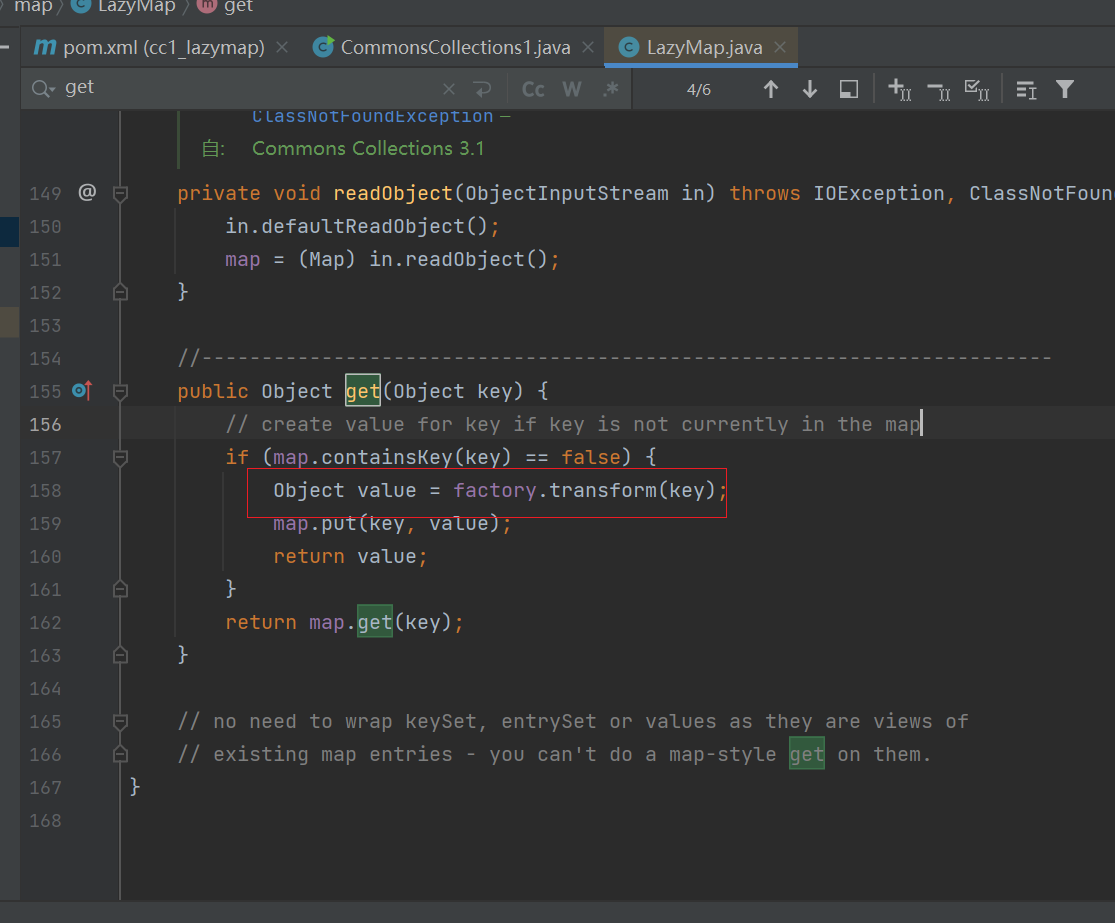 map LazyMap get
pom.xml (cc1_lazymap) CommonsCollections1.java LazyMap.java
get Cc W .* 4/6
ClassNotFoundException –
自: Commons Collections 3.1
149 @ private void readObject(ObjectInputStream in) throws IOException, ClassNotFoun
150 in.defaultReadObject();
151 map = (Map) in.readObject();
152 }
153
154 //-----------------------------------------------------------------------
155 public Object get(Object key) {
156 // create value for key if key is not currently in the map
157 if (map.containsKey(key) == false) {
158 Object value = factory.transform(key);
159 map.put(key, value);
160 return value;
161 }
162 return map.get(key);
163 }
164
165 // no need to wrap keySet, entrySet or values as they are views of
166 // existing map entries - you can't do a map-style get on them.
167 }
168